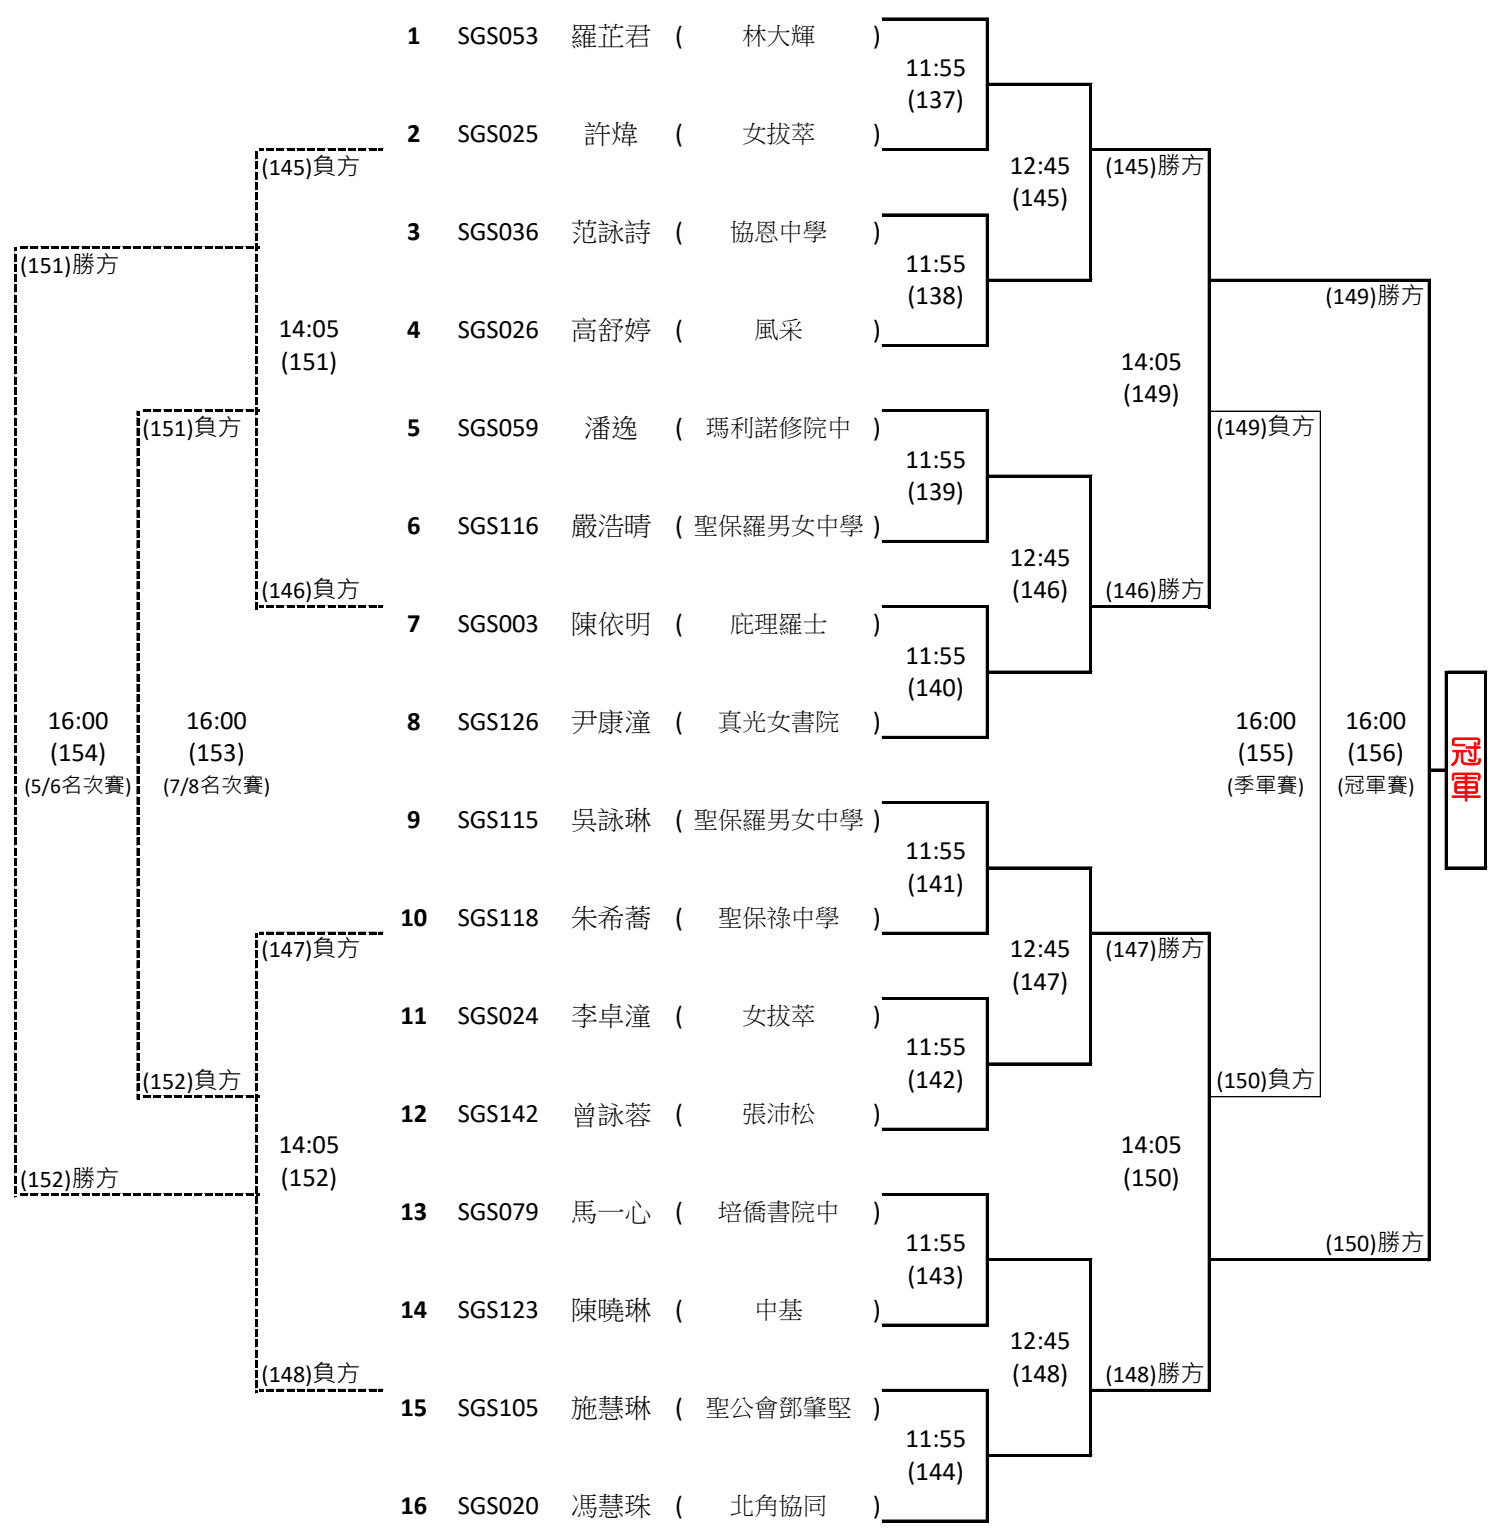 1 SGS053 羅芷君 ( 林大輝 )
11:55
(137)
2 SGS025 許煒 ( 女拔萃 )
(145)負方
12:45
(145)
(145)勝方
3 SGS036 范詠詩 ( 協恩中學 )
(151)勝方
11:55
(138)
(149)勝方
4 SGS026 高舒婷 ( 風采 )
14:05
(151)
14:05
(149)
5 SGS059 潘逸 ( 瑪利諾修院中 )
(151)負方
(149)負方
11:55
(139)
6 SGS116 嚴浩晴 ( 聖保羅男女中學 )
12:45
(146)
(146)負方
(146)勝方
7 SGS003 陳依明 ( 庇理羅士 )
11:55
(140)
8 SGS126 尹康潼 ( 真光女書院 )
16:00
(154)
(5/6名次賽)
16:00
(153)
(7/8名次賽)
16:00
(155)
(季軍賽)
16:00
(156)
(冠軍賽)
冠
軍
9 SGS115 吳詠琳 ( 聖保羅男女中學 )
11:55
(141)
10 SGS118 朱希蕎 ( 聖保祿中學 )
(147)負方
12:45
(147)
(147)勝方
11 SGS024 李卓潼 ( 女拔萃 )
11:55
(142)
(152)負方
(150)負方
12 SGS142 曾詠蓉 ( 張沛松 )
14:05
(152)
14:05
(150)
(152)勝方
13 SGS079 馬一心 ( 培僑書院中 )
11:55
(143)
(150)勝方
14 SGS123 陳曉琳 ( 中基 )
12:45
(148)
(148)負方
(148)勝方
15 SGS105 施慧琳 ( 聖公會鄧肇堅 )
11:55
(144)
16 SGS020 馮慧珠 ( 北角協同 )